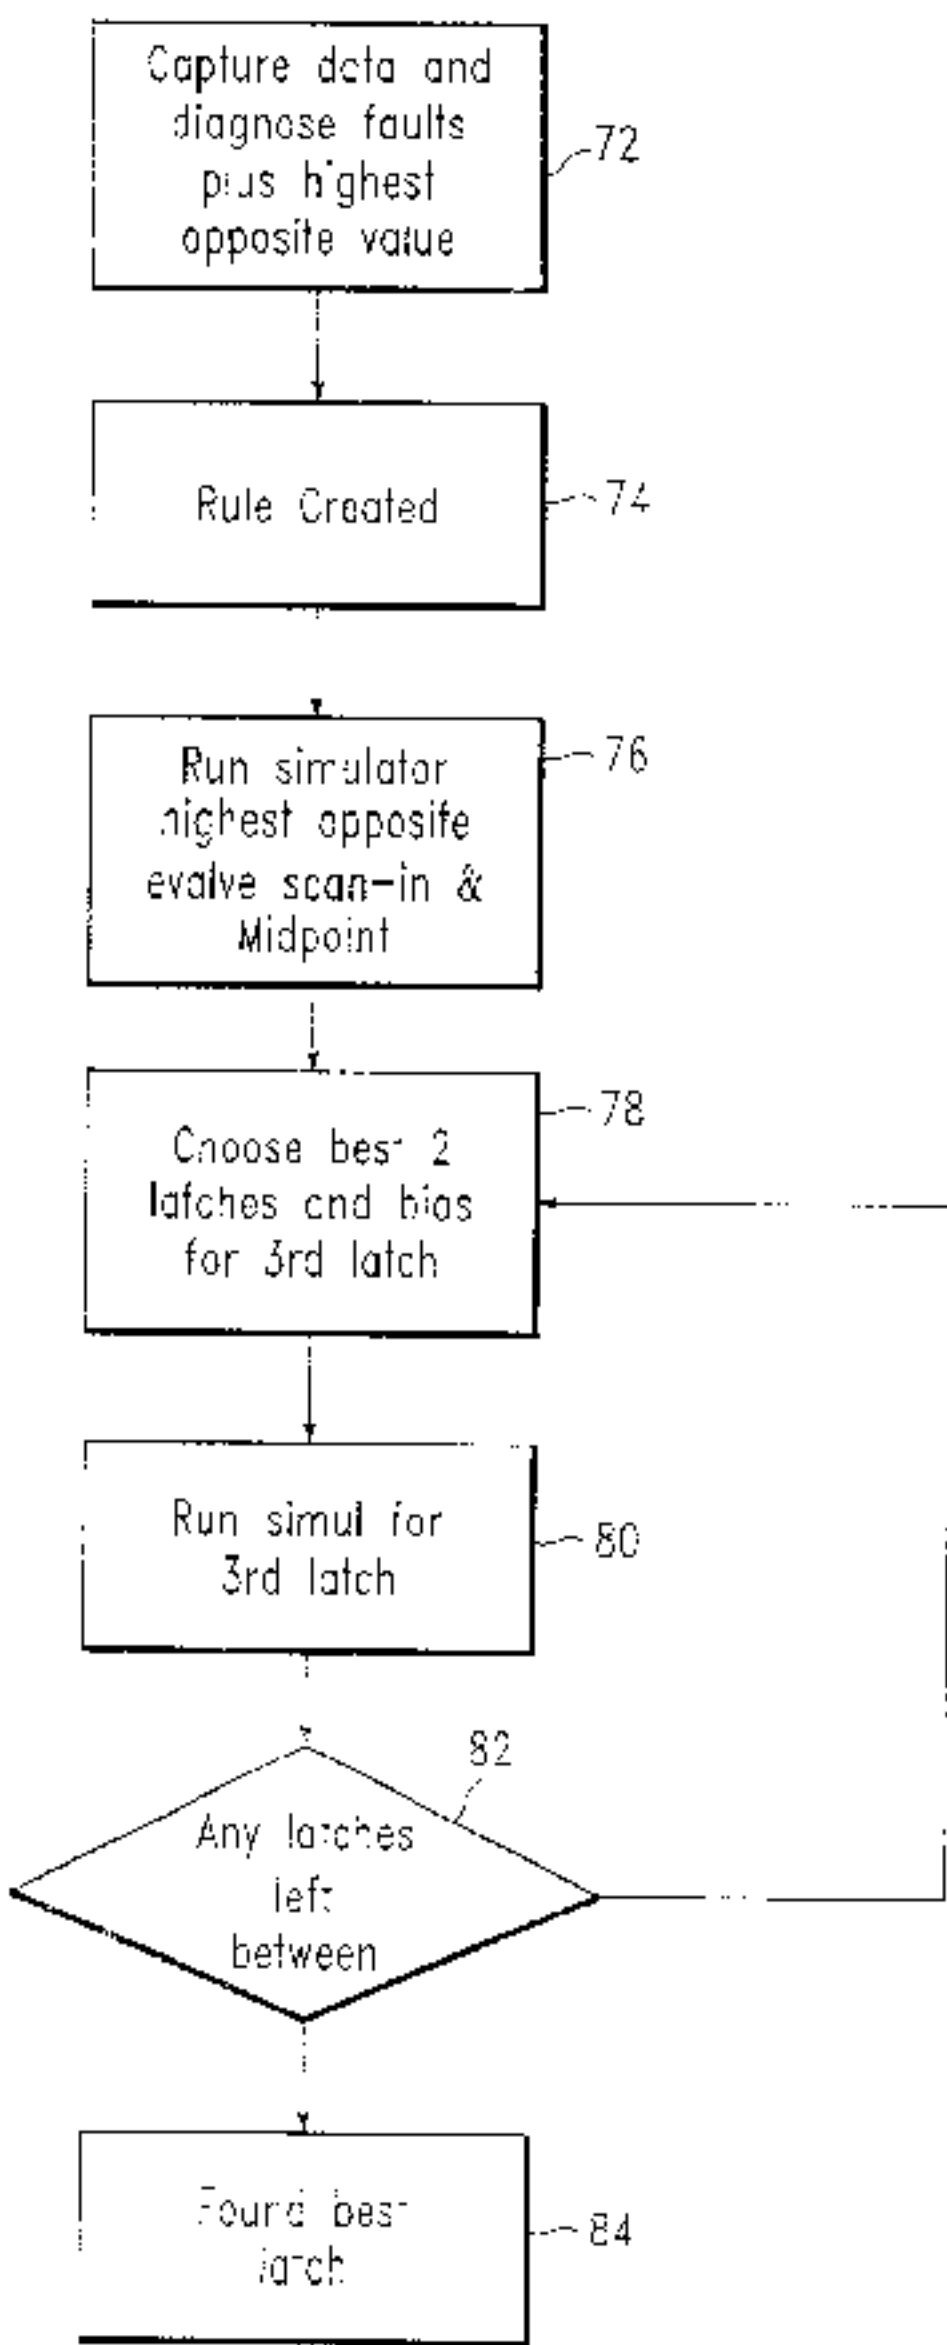 Capture data and
diagnose faults
plus highest
opposite value
72
Rule Created
74
Run simulator
highest opposite
evalve scan-in &
Midpoint
76
Choose best 2
latches and bias
for 3rd latch
78
Run simul for
3rd latch
80
Any latches
left
between
82
Found best
latch
84